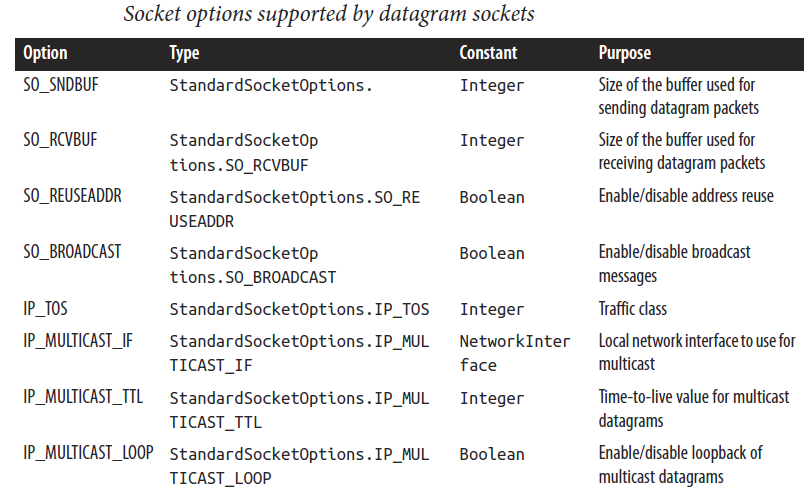 Socket options supported by datagram sockets
Option Type Constant Purpose
SO_SNDBUF StandardSocketOptions. Integer Size of the buffer used for
sending datagram packets
SO_RCVBUF StandardSocketOp Integer Size of the buffer used for
tions.SO_RCVBUF receiving datagram packets
SO_REUSEADDR StandardSocketOptions.SO_RE Boolean Enable/disable address reuse
USEADDR
SO_BROADCAST StandardSocketOp Boolean Enable/disable broadcast
tions.SO_BROADCAST messages
IP_TOS StandardSocketOptions.IP_TOS Integer Traffic class
IP_MULTICAST_IF StandardSocketOptions.IP_MUL NetworkInter Local network interface to use for
TICAST_IF face multicast
IP_MULTICAST_TTL StandardSocketOptions.IP_MUL Integer Time-to-live value for multicast
TICAST_TTL datagrams
IP_MULTICAST_LOOP StandardSocketOptions.IP_MUL Boolean Enable/disable loopback of
TICAST_LOOP multicast datagrams